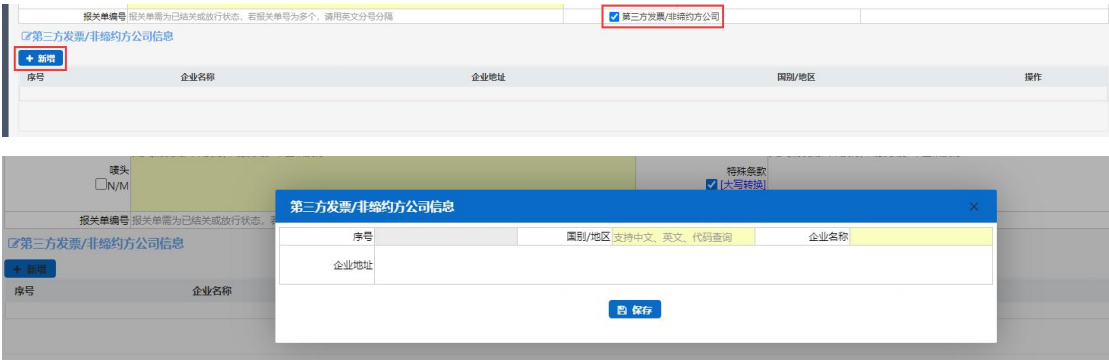 报关单编号 报关单需为已结关或放行状态，若报关单号为多个，请用英文分号分隔 第三方发票/非缔约方公司
第三方发票/非缔约方公司信息
+ 新增
序号 企业名称 企业地址 国别/地区 操作
唛头 特殊条款
N/M [大写转换]
第三方发票/非缔约方公司信息 ×
报关单编号 报关单需为已结关或放行状态，
序号 国别/地区 支持中文、英文、代码查询 企业名称
第三方发票/非缔约方公司信息
企业地址
+ 新增
序号 企业名称
保存